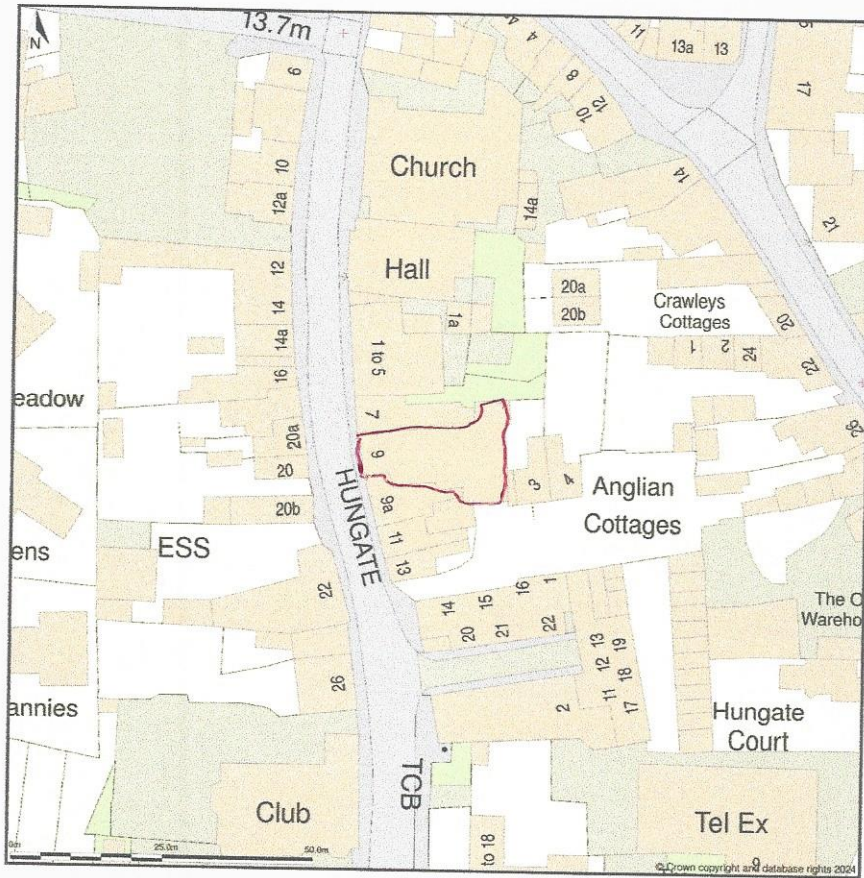 13.7m
N
6
10
12a
12
14
14a
16
20a
20
20b
22
26
Church
Hall
1a
1 to 5
7
9
9a
11
13
HUNGATE
ESS
eadow
ens
annies
Club
TCB
4
4
8
12
10
11
13a
13
17
14
14a
21
20a
20b
Crawleys
Cottages
1
2
24
20
22
26
3
4
Anglian
Cottages
14
15
16
1
20
21
22
13
19
12
18
11
17
2
The O
Wareho
Hungate
Court
Tel Ex
to 18
0m
25.0m
50.0m
© Crown copyright and database rights 2024